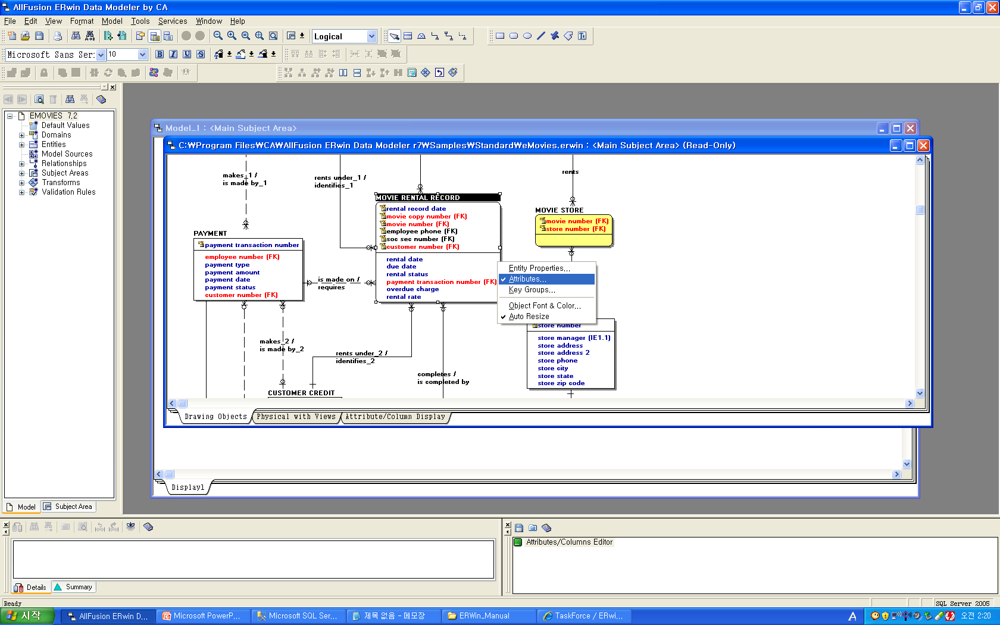 AllFusion ERwin Data Modeler by CA
File Edit View Format Model Tools Services Window Help
Logical
Microsoft Sans Ser: 10
B I U S
EMOVIES 7,2
Default Values
Domains
Entities
Model Sources
Relationships
Subject Areas
Transforms
Validation Rules
Model Subject Area
Model_1 : <Main Subject Area>
C:₩Program Files₩CA₩AllFusion ERwin Data Modeler r7₩Samples₩Standard₩eMovies.erwin : <Main Subject Area> (Read-Only)
makes_1 /
is made by_1
rents under_1 /
identifies_1
rents
MOVIE RENTAL RECORD
rental record date
movie copy number (FK)
movie number (FK)
employee phone (FK)
soc sec number (FK)
customer number (FK)
rental date
due date
rental status
payment transaction number (FK)
overdue charge
rental rate
MOVIE STORE
movie number (FK)
store number (FK)
PAYMENT
payment transaction number
employee number (FK)
payment type
payment amount
payment date
payment status
customer number (FK)
is made on /
requires
Entity Properties...
Attributes...
Key Groups...
Object Font & Color...
Auto Resize
store number
store manager (IE1.1)
store address
store address 2
store phone
store city
store state
store zip code
makes_2 /
is made by_2
rents under_2 /
identifies_2
completes /
is completed by
CUSTOMER CREDIT
Drawing Objects Physical with Views Attribute/Column Display
Display1
Attributes/Columns Editor
Details Summary
Ready
SQL Server 2005
시작
AllFusion ERwin D...
Microsoft PowerP...
Microsoft SQL Ser...
제목 없음 - 메모장
ERWin_Manual
TaskForce / ERwi...
A
오전 2:20